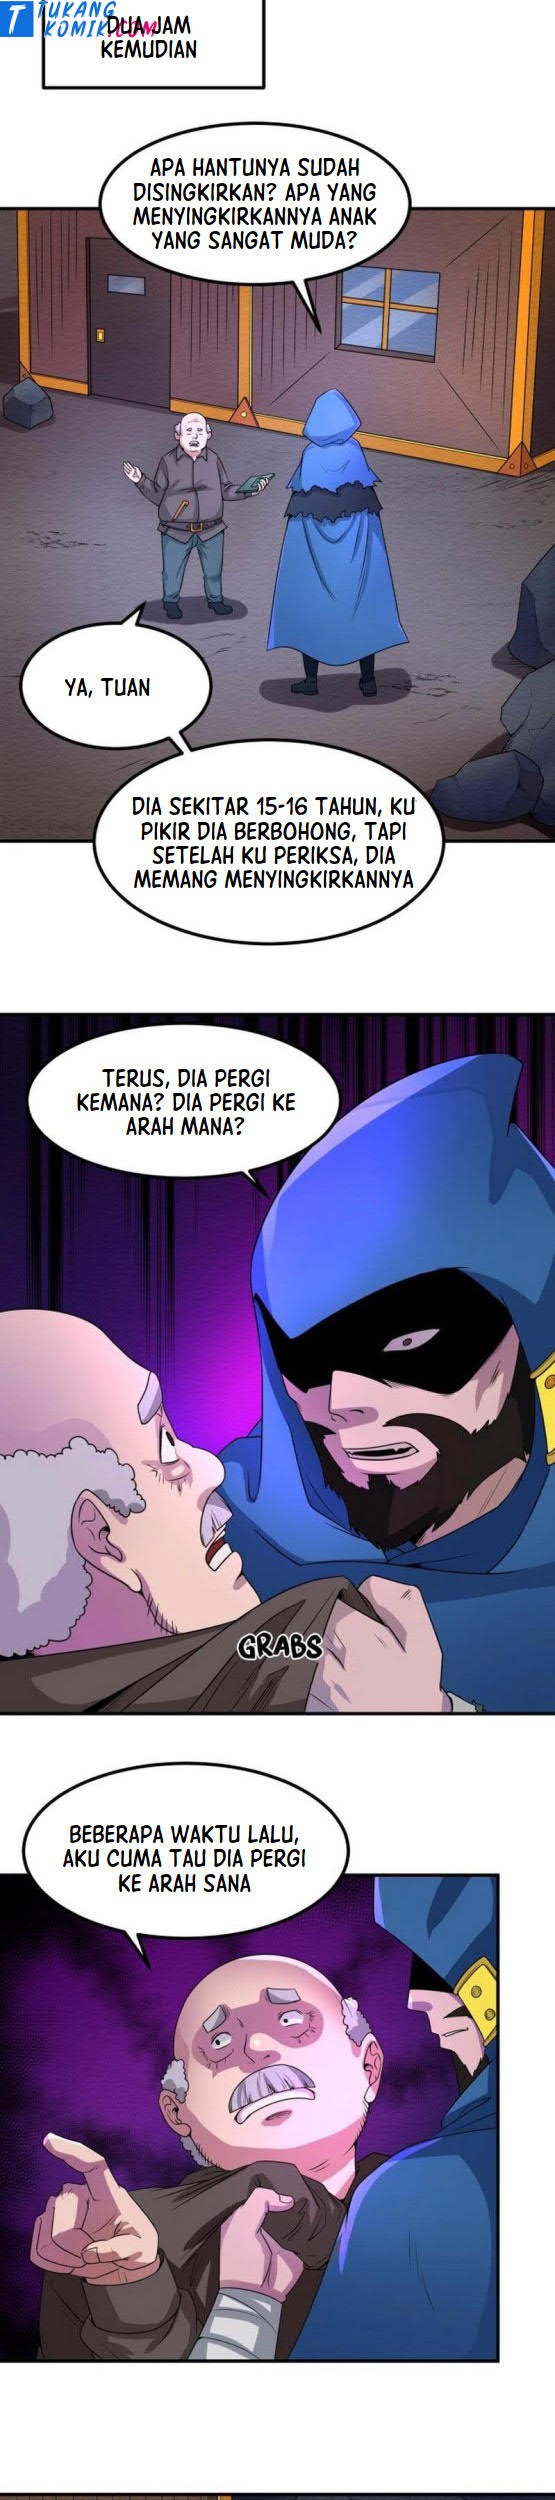 TUKANG
KOMIK.COM
DUA JAM
KEMUDIAN
APA HANTUNYA SUDAH
DISINGKIRKAN? APA YANG
MENYINGKIRKANNYA ANAK
YANG SANGAT MUDA?
YA, TUAN
DIA SEKITAR 15-16 TAHUN, KU
PIKIR DIA BERBOHONG, TAPI
SETELAH KU PERIKSA, DIA
MEMANG MENYINGKIRKANNYA
TERUS, DIA PERGI
KEMANA? DIA PERGI KE
ARAH MANA?
GRABS
BEBERAPA WAKTU LALU,
AKU CUMA TAU DIA PERGI
KE ARAH SANA